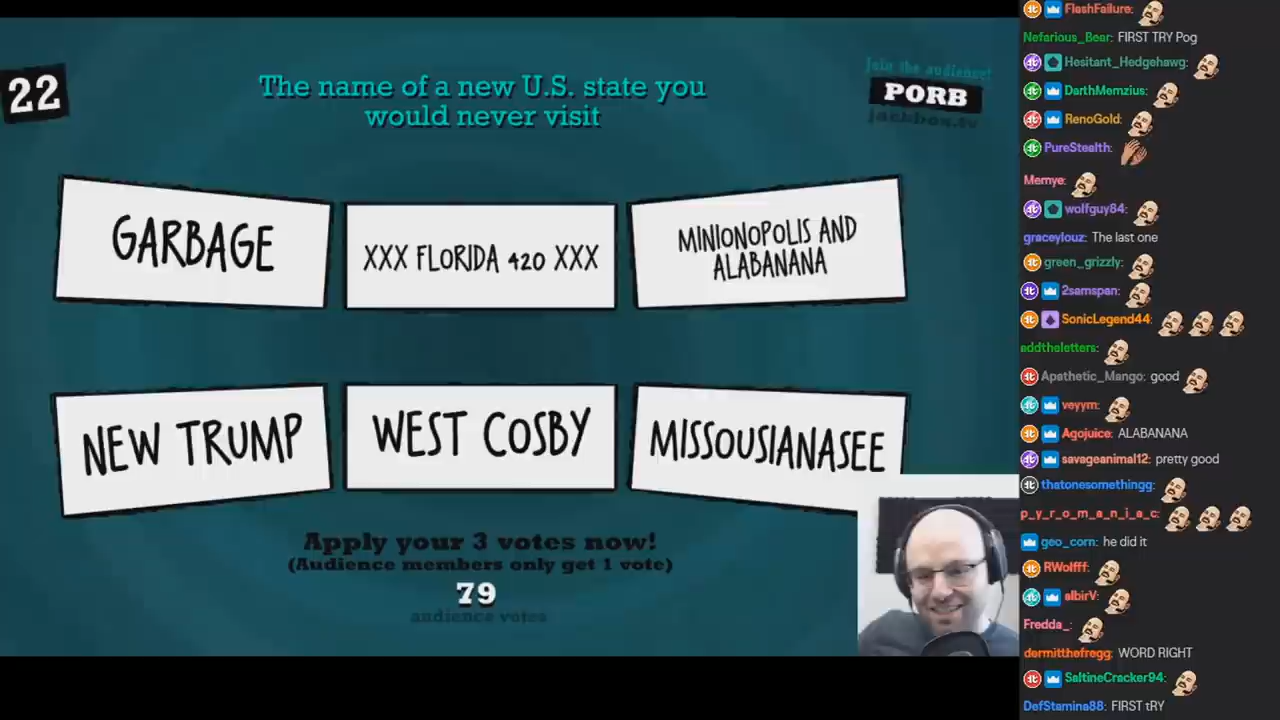 22
The name of a new U.S. state you
would never visit
Join the audience!
PORB
jackbox.tv
GARBAGE
XXX FLORIDA 420 XXX
MINIONOPOLIS AND
ALABANANA
NEW TRUMP
WEST COSBY
MISSOUSIANASEE
Apply your 3 votes now!
(Audience members only get 1 vote)
79
audience votes
FlashFailure:
Nefarious_Bear: FIRST TRY Pog
Hesitant_Hedgehawg:
DarthMemzius:
RenoGold:
PureStealth:
Memye:
wolfguy84:
graceylouz: The last one
green_grizzly:
2samspan:
SonicLegend44:
addtheletters:
Apathetic_Mango: good
veyym:
Agojuice: ALABANANA
savageanimal12: pretty good
thatonesomethingg:
p_y_r_o_m_a_n_i_a_c:
geo_corn: he did it
RWolfff:
albirV:
Fredda_:
dermitthefregg: WORD RIGHT
SaltineCracker94:
DefStamina88: FIRST tRY